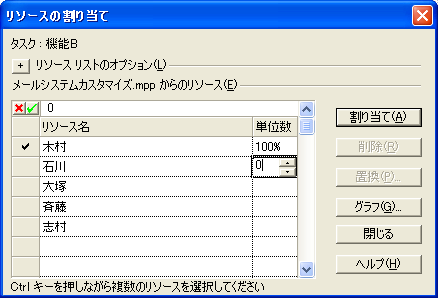 リソースの割り当て
タスク : 機能B
+ リソース リストのオプション(L)
メールシステムカスタマイズ.mpp からのリソース(E)
0
リソース名 単位数
木村 100%
石川 0
大塚
斉藤
志村
割り当て(A)
削除(R)
置換(P)...
グラフ(G)...
閉じる
ヘルプ(H)
Ctrl キーを押しながら複数のリソースを選択してください